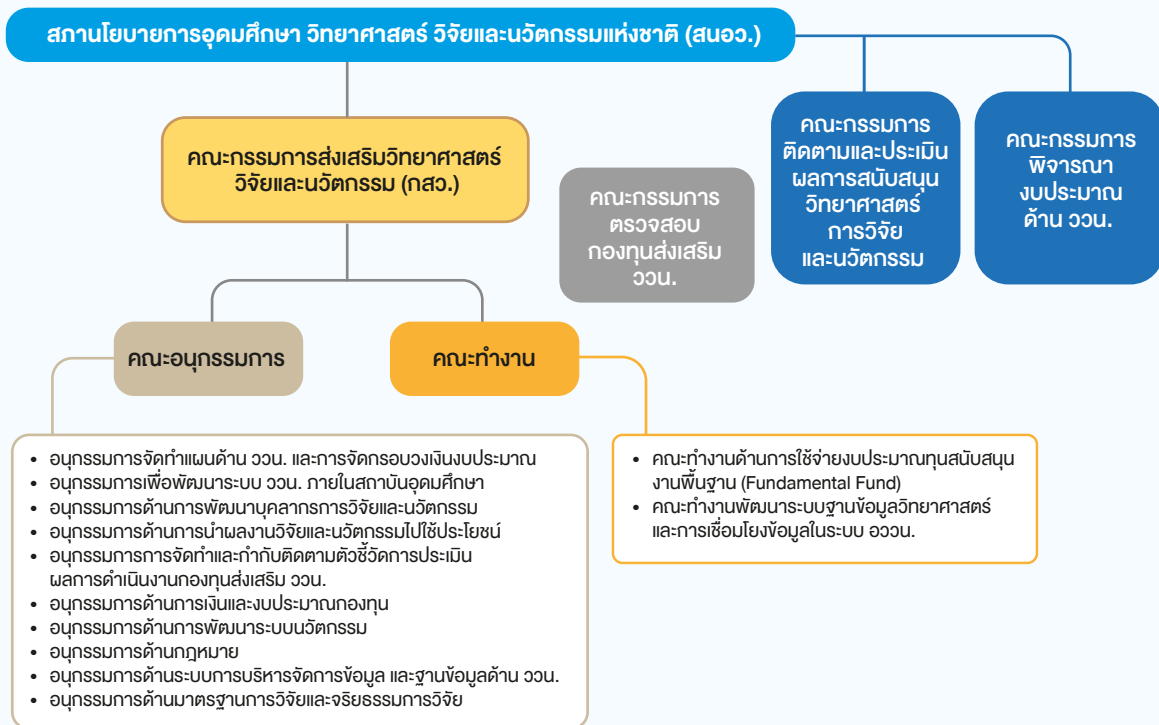 สภานโยบายการอุดมศึกษา วิทยาศาสตร์ วิจัยและนวัตกรรมแห่งชาติ (สนอว.)
คณะกรรมการส่งเสริมวิทยาศาสตร์
วิจัยและนวัตกรรม (กสว.)
คณะกรรมการ
ตรวจสอบ
กองทุนส่งเสริม
ววน.
คณะกรรมการ
ติดตามและประเมิน
ผลการสนับสนุน
วิทยาศาสตร์
การวิจัย
และนวัตกรรม
คณะกรรมการ
พิจารณา
งบประมาณ
ด้าน ววน.
คณะอนุกรรมการ
คณะทำงาน
• อนุกรรมการจัดทำแผนด้าน ววน. และการจัดกรอบวงเงินงบประมาณ
• อนุกรรมการเพื่อพัฒนาระบบ ววน. ภายในสถาบันอุดมศึกษา
• อนุกรรมการด้านการพัฒนาบุคลากรการวิจัยและนวัตกรรม
• อนุกรรมการด้านการนำผลงานวิจัยและนวัตกรรมไปใช้ประโยชน์
• อนุกรรมการการจัดทำและกำกับติดตามตัวชี้วัดการประเมิน
ผลการดำเนินงานกองทุนส่งเสริม ววน.
• อนุกรรมการด้านการเงินและงบประมาณกองทุน
• อนุกรรมการด้านการพัฒนาระบบนวัตกรรม
• อนุกรรมการด้านกฎหมาย
• อนุกรรมการด้านระบบการบริหารจัดการข้อมูล และฐานข้อมูลด้าน ววน.
• อนุกรรมการด้านมาตรฐานการวิจัยและจริยธรรมการวิจัย
• คณะทำงานด้านการใช้จ่ายงบประมาณทุนสนับสนุน
งานพื้นฐาน (Fundamental Fund)
• คณะทำงานพัฒนาระบบฐานข้อมูลวิทยาศาสตร์
และการเชื่อมโยงข้อมูลในระบบ อววน.